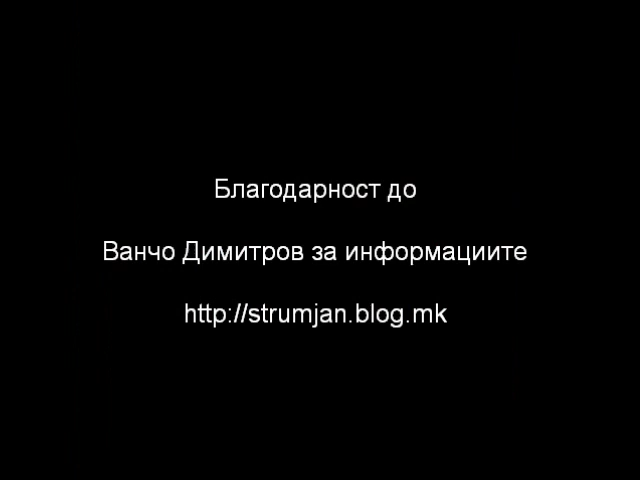 Благодарност до
Ванчо Димитров за информациите
http://strumjan.blog.mk